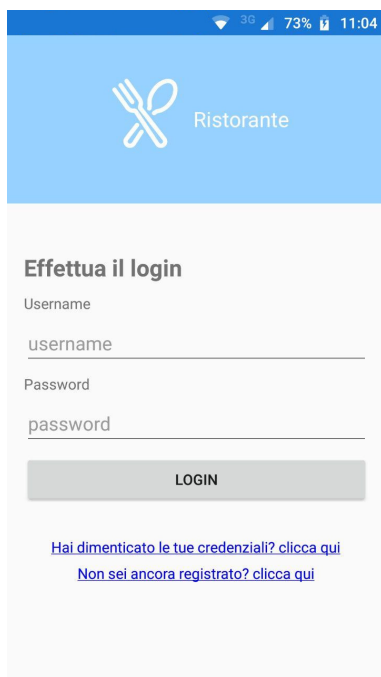 3G 73% 11:04
Ristorante
Effettua il login
Username
username
Password
password
LOGIN
Hai dimenticato le tue credenziali? clicca qui
Non sei ancora registrato? clicca qui